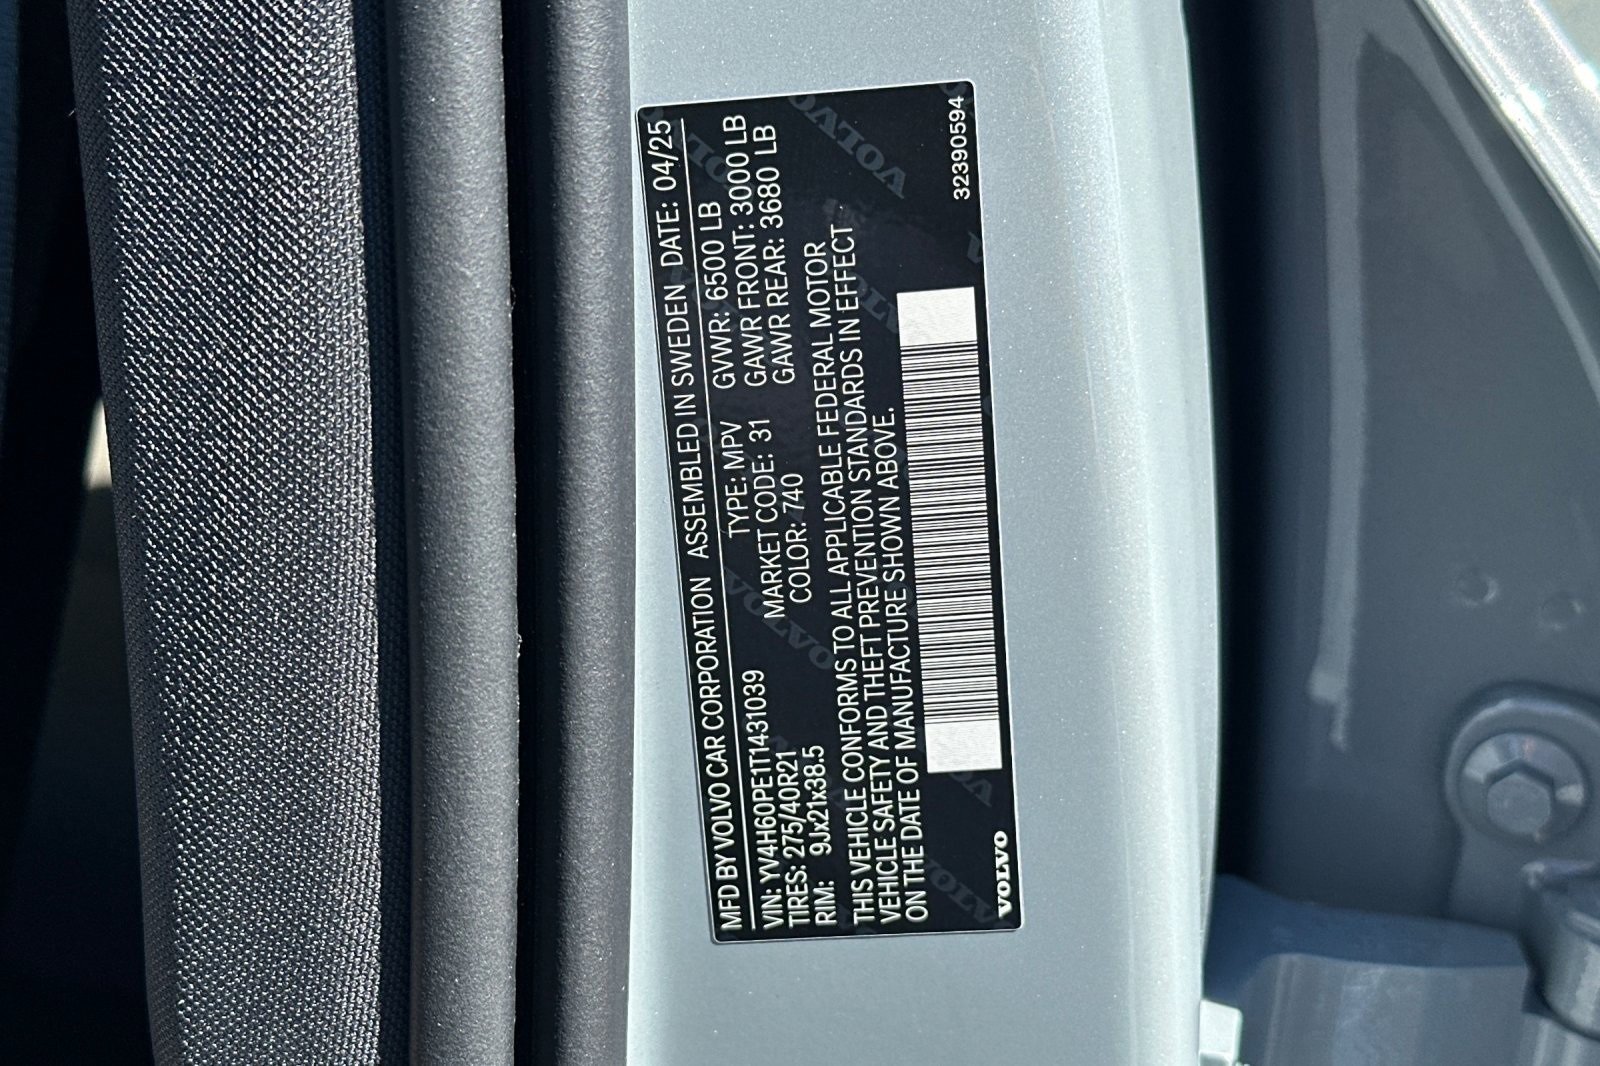 MFD BY VOLVO CAR CORPORATION ASSEMBLED IN SWEDEN DATE: 04/25
VIN: YV4H60PE1T1431039 TYPE: MPV GVWR: 6500 LB
TIRES: 275/40R21 MARKET CODE: 31 GAWR FRONT: 3000 LB
RIM: 9Jx21x38.5 COLOR: 740 GAWR REAR: 3680 LB
THIS VEHICLE CONFORMS TO ALL APPLICABLE FEDERAL MOTOR
VEHICLE SAFETY AND THEFT PREVENTION STANDARDS IN EFFECT
ON THE DATE OF MANUFACTURE SHOWN ABOVE.
VOLVO 32390594